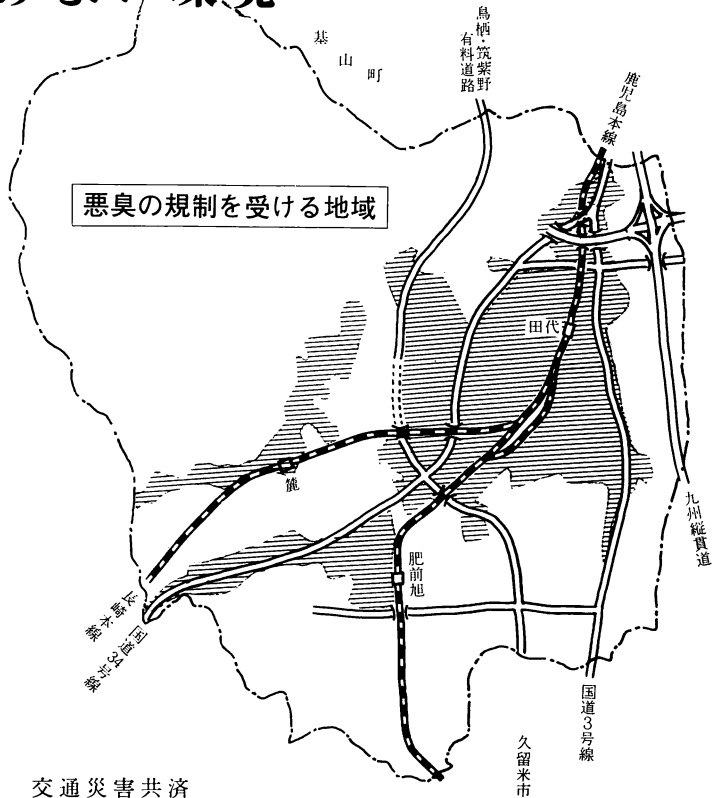 基山町
鳥栖・筑紫野
有料道路
鹿児島本線
悪臭の規制を受ける地域
田代
麓
九州縦貫道
肥前旭
長崎本線
国道34号線
国道3号線
久留米市
交通災害共済